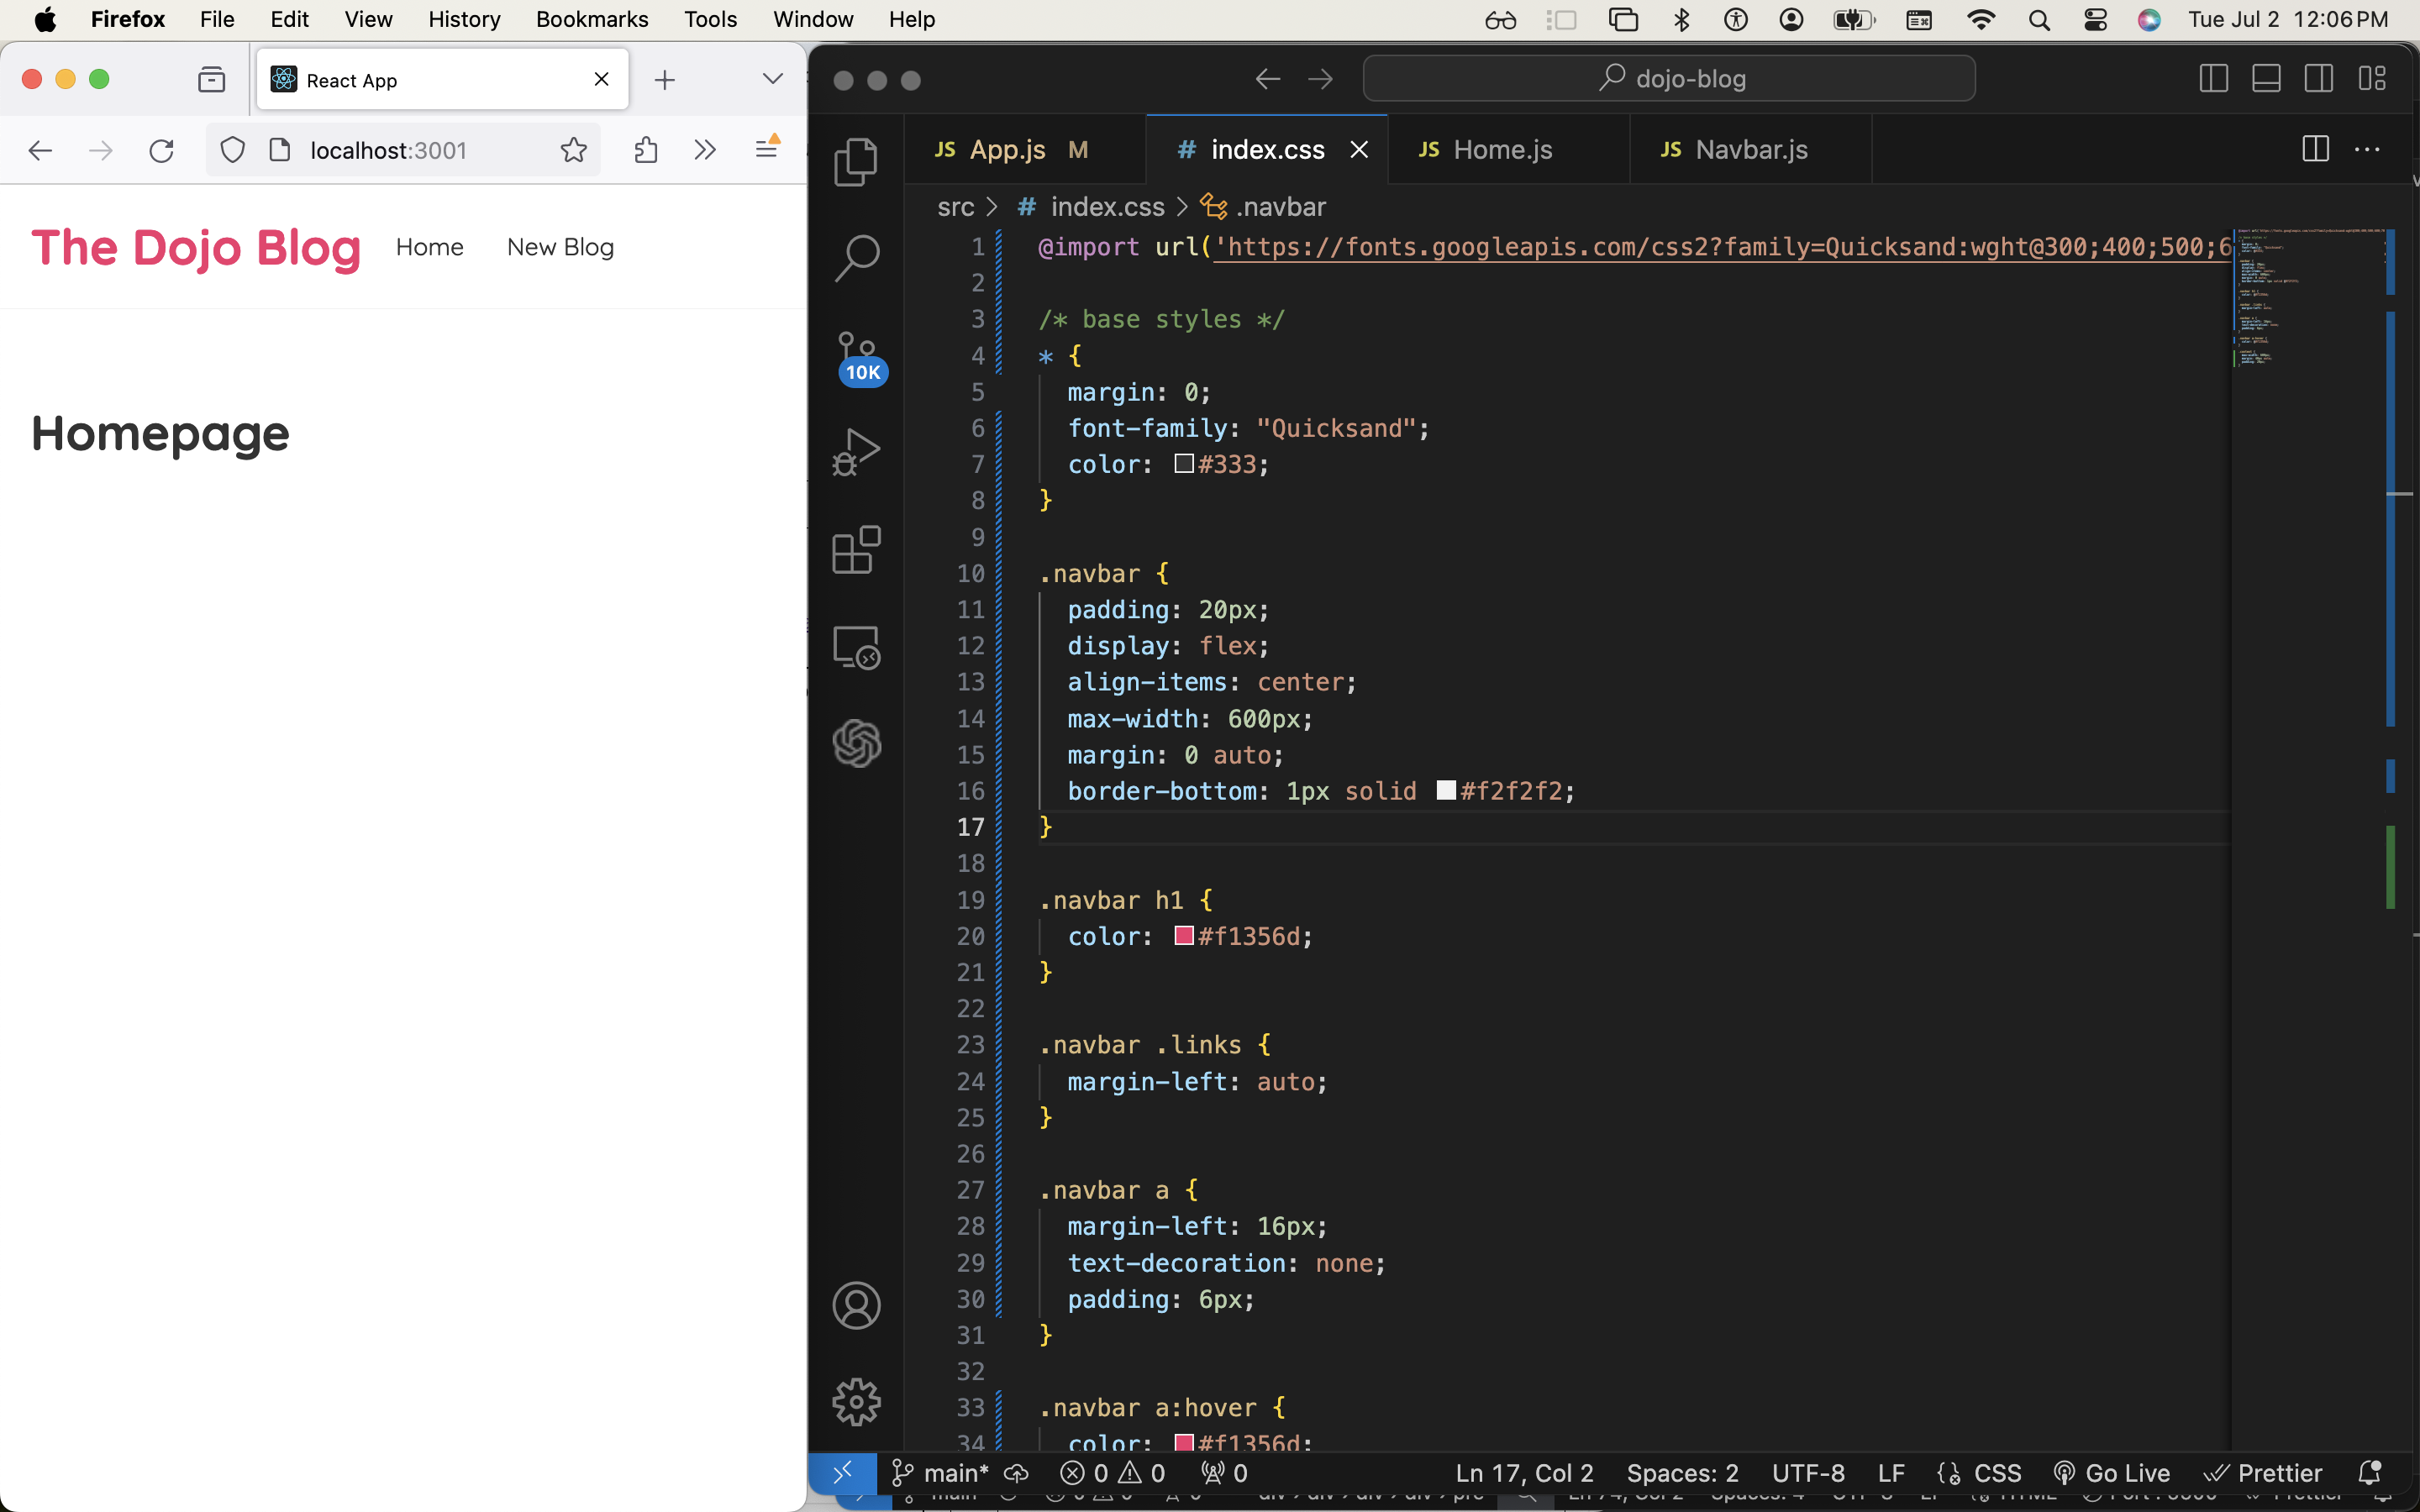 Firefox File Edit View History Bookmarks Tools Window Help Tue Jul 2 12:06 PM
React App
localhost:3001
The Dojo Blog Home New Blog
Homepage
dojo-blog
JS App.js M # index.css JS Home.js JS Navbar.js
src > # index.css > .navbar
10K
1 @import url('https://fonts.googleapis.com/css2?family=Quicksand:wght@300;400;500;6
2
3 /* base styles */
4 * {
5 margin: 0;
6 font-family: "Quicksand";
7 color: #333;
8 }
9
10 .navbar {
11 padding: 20px;
12 display: flex;
13 align-items: center;
14 max-width: 600px;
15 margin: 0 auto;
16 border-bottom: 1px solid #f2f2f2;
17 }
18
19 .navbar h1 {
20 color: #f1356d;
21 }
22
23 .navbar .links {
24 margin-left: auto;
25 }
26
27 .navbar a {
28 margin-left: 16px;
29 text-decoration: none;
30 padding: 6px;
31 }
32
33 .navbar a:hover {
34 color: #f1356d;
main* 0 0 0 Ln 17, Col 2 Spaces: 2 UTF-8 LF {} CSS Go Live Prettier